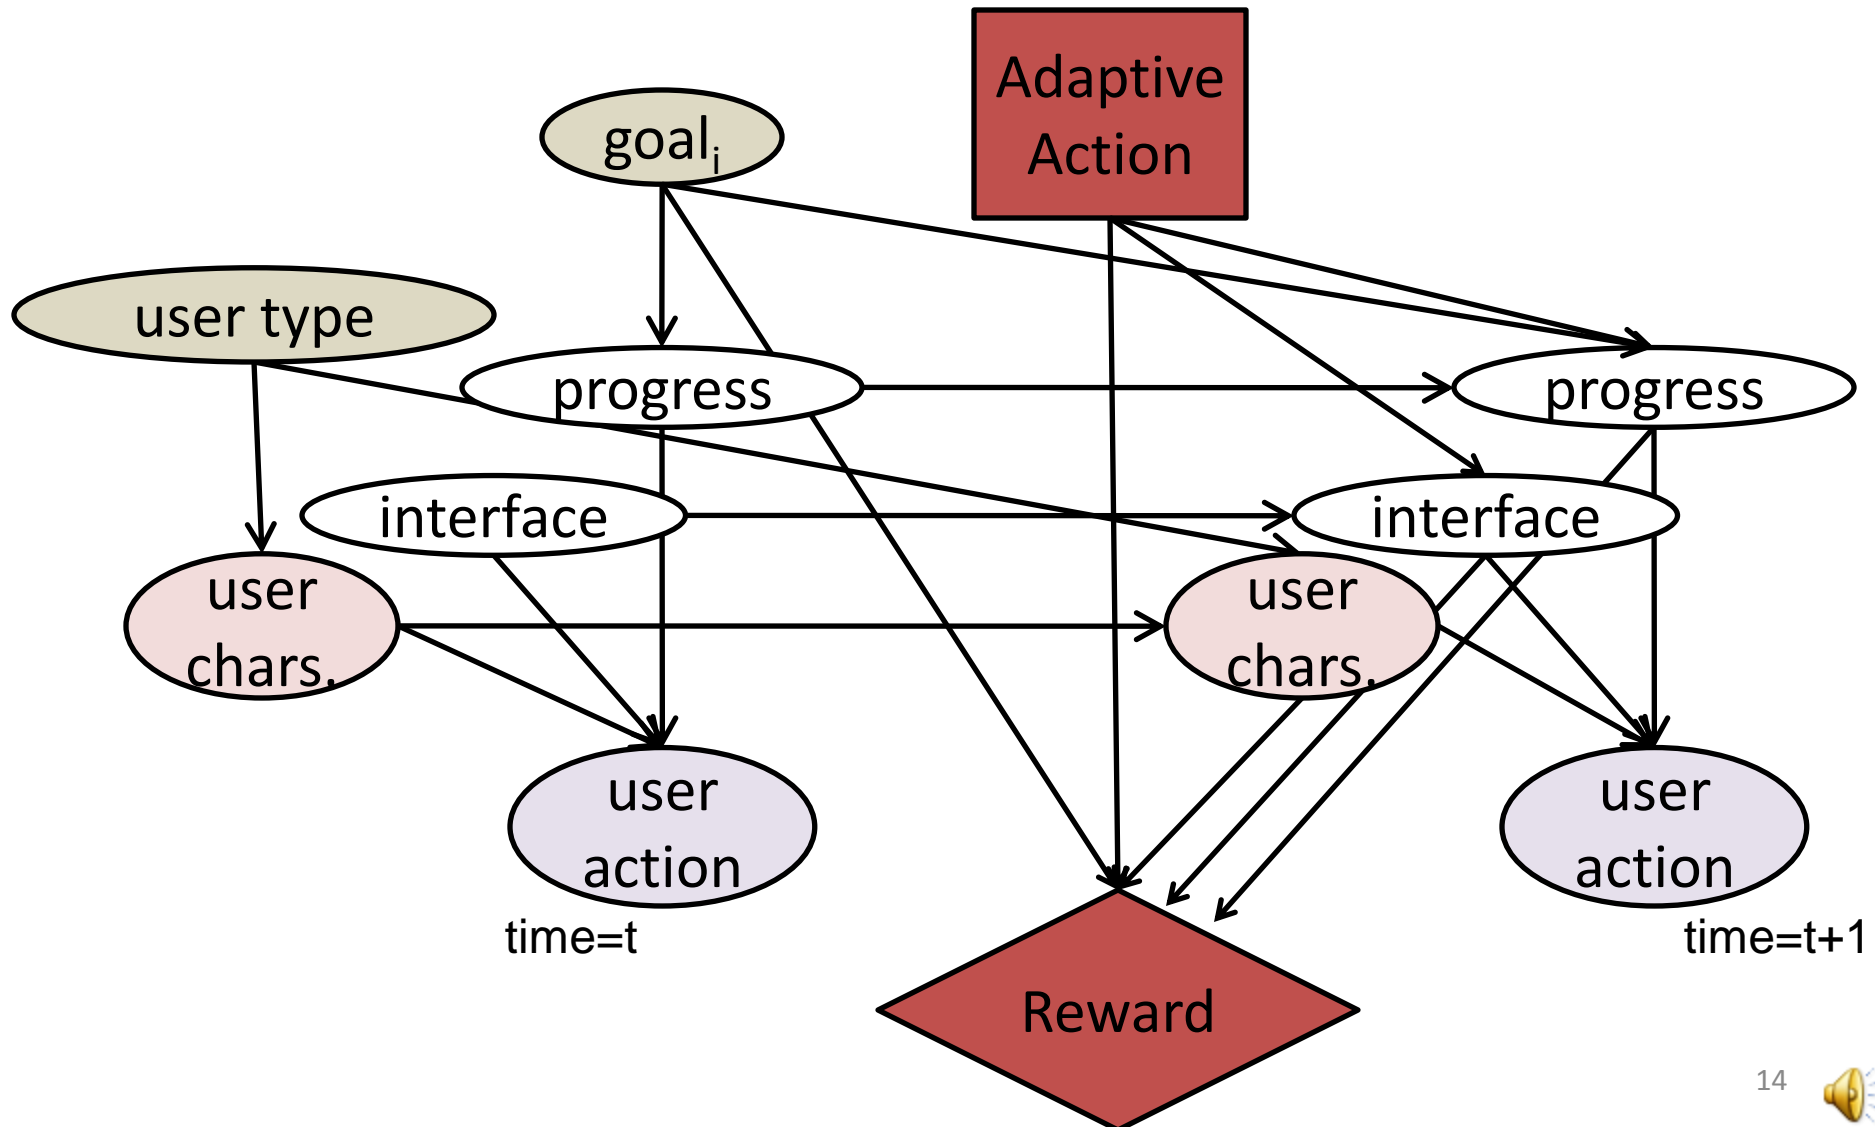 Adaptive
Action
goalᵢ
user type
progress
progress
interface
interface
user
chars.
user
chars.
user
action
user
action
time=t
time=t+1
Reward
14